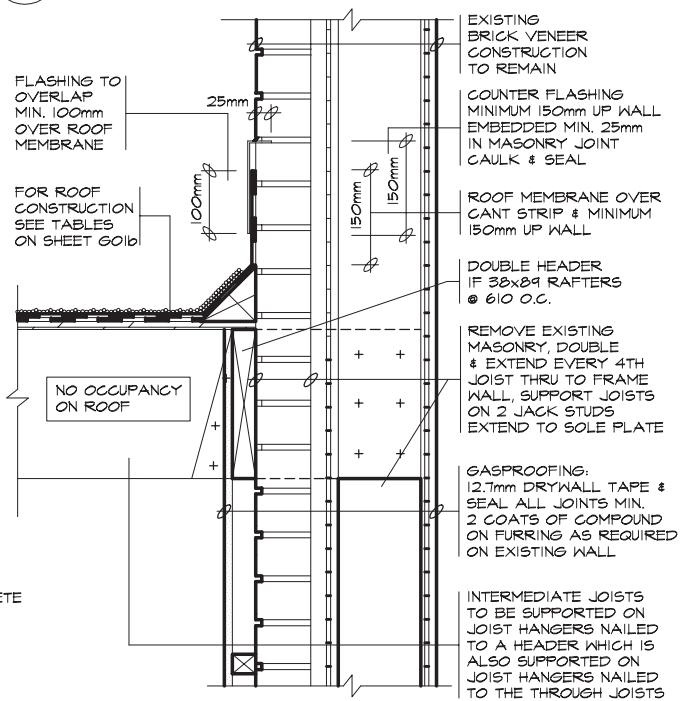 EXISTING
BRICK VENEER
CONSTRUCTION
TO REMAIN
FLASHING TO
OVERLAP
MIN. 100mm
OVER ROOF
MEMBRANE
25mm
COUNTER FLASHING
MINIMUM 150mm UP WALL
EMBEDDED MIN. 25mm
IN MASONRY JOINT
CAULK & SEAL
100mm
150mm
150mm
FOR ROOF
CONSTRUCTION
SEE TABLES
ON SHEET G01b
ROOF MEMBRANE OVER
CANT STRIP & MINIMUM
150mm UP WALL
DOUBLE HEADER
IF 38x89 RAFTERS
@ 610 O.C.
REMOVE EXISTING
MASONRY, DOUBLE
& EXTEND EVERY 4TH
JOIST THRU TO FRAME
WALL, SUPPORT JOISTS
ON 2 JACK STUDS
EXTEND TO SOLE PLATE
NO OCCUPANCY
ON ROOF
GASPROOFING:
12.7mm DRYWALL TAPE &
SEAL ALL JOINTS MIN.
2 COATS OF COMPOUND
ON FURRING AS REQUIRED
ON EXISTING WALL
ETE
INTERMEDIATE JOISTS
TO BE SUPPORTED ON
JOIST HANGERS NAILED
TO A HEADER WHICH IS
ALSO SUPPORTED ON
JOIST HANGERS NAILED
TO THE THROUGH JOISTS